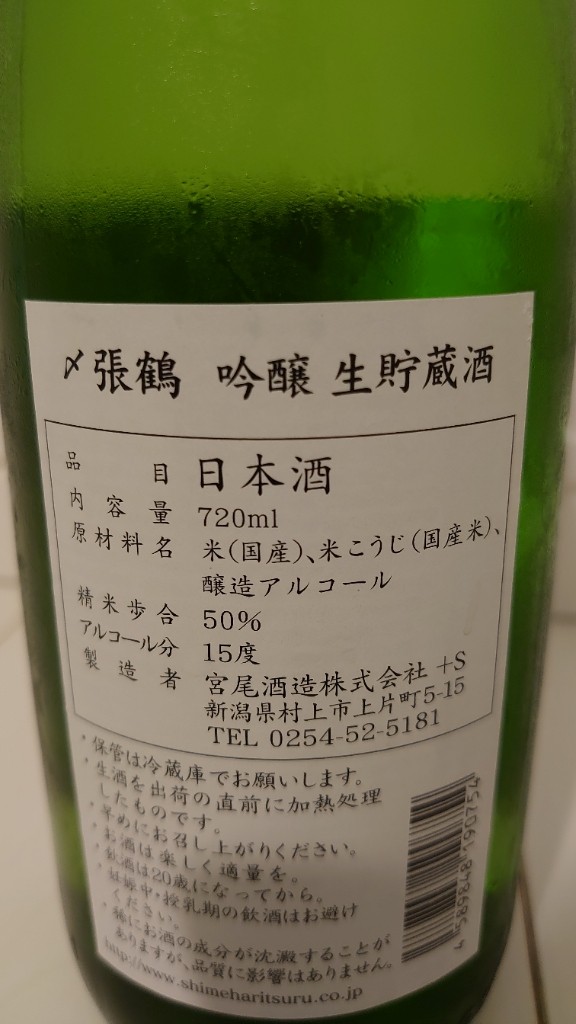 〆張鶴 吟醸 生貯蔵酒
品目 日本酒
内容量 720ml
原材料名 米(国産)、米こうじ(国産米)、
醸造アルコール
精米歩合 50%
アルコール分 15度
製造者 宮尾酒造株式会社 +S
新潟県村上市上片町5-15
TEL 0254-52-5181
・保管は冷蔵庫でお願いします。
・生酒を出荷の直前に加熱処理
したものです。
・早めにお召し上がりください。
・お酒は楽しく適量を。
・飲酒は20歳になってから。
・妊娠中・授乳期の飲酒はお避け
ください。
・稀にお酒の成分が沈澱することが
ありますが、品質に影響はありません。
http://www.shimeharitsuru.co.jp